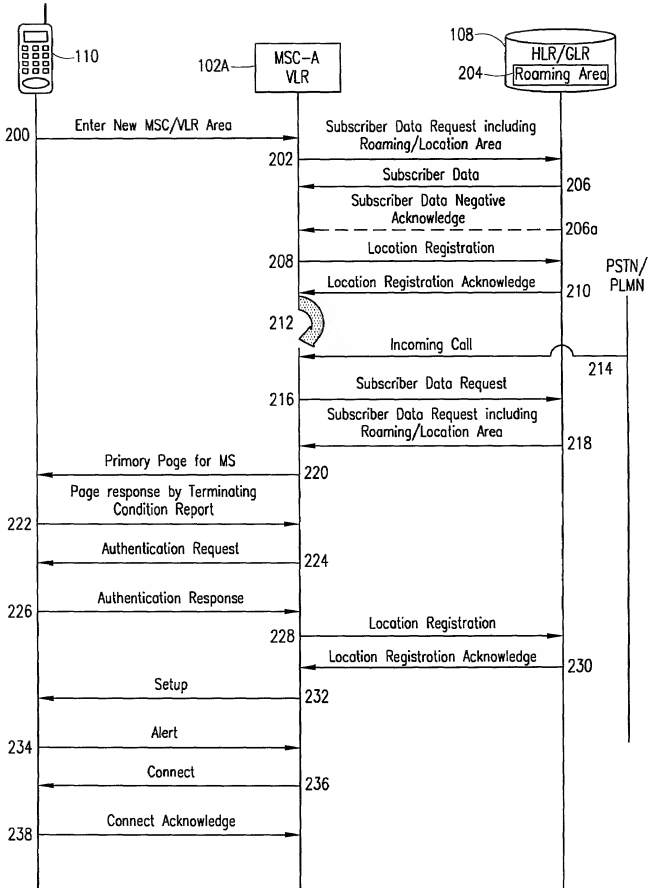 110
102A
MSC-A
VLR
108
HLR/GLR
204
Roaming Area
200
Enter New MSC/VLR Area
202
Subscriber Data Request including
Roaming/Location Area
Subscriber Data
206
Subscriber Data Negative
Acknowledge
206a
208
Location Registration
Location Registration Acknowledge
210
PSTN/
PLMN
212
Incoming Call
214
216
Subscriber Data Request
Subscriber Data Request including
Roaming/Location Area
218
Primary Page for MS
220
Page response by Terminating
Condition Report
222
Authentication Request
224
226
Authentication Response
228
Location Registration
Location Registration Acknowledge
230
Setup
232
234
Alert
Connect
236
238
Connect Acknowledge